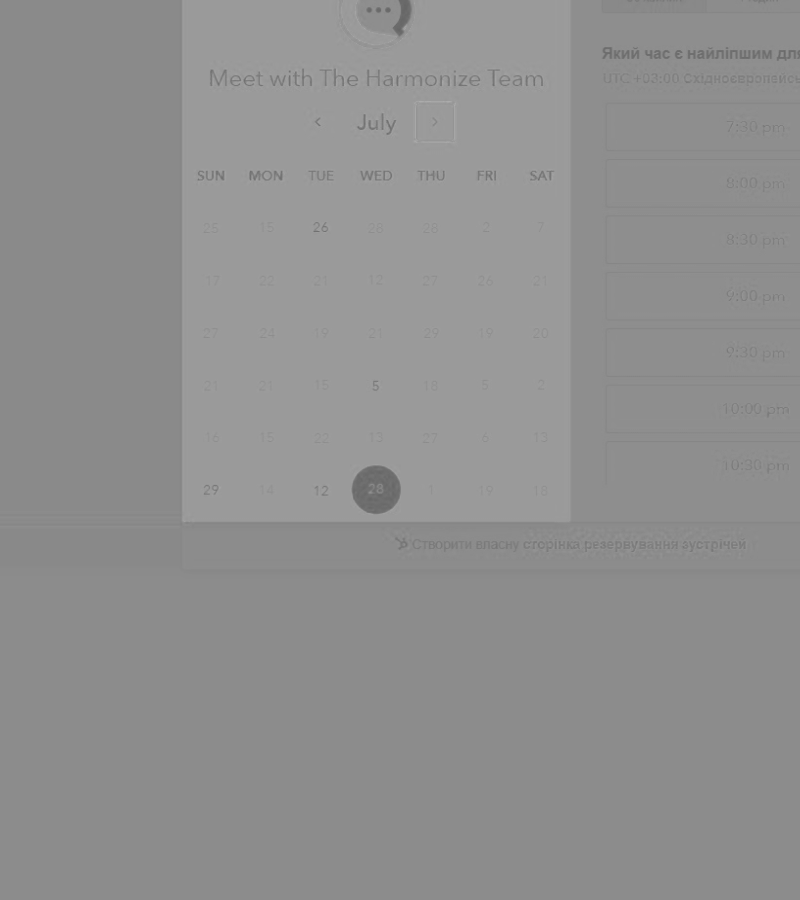 Meet with The Harmonize Team
July
SUN MON TUE WED THU FRI SAT
25 15 26 28 28 2 7
17 22 21 12 27 26 21
27 24 19 21 29 19 20
21 21 15 5 18 5 2
16 15 22 13 27 6 13
29 14 12 28 1 19 18
Який час є найліпшим для
UTC +03:00 Східноєвропейсь
7:30 pm
8:00 pm
8:30 pm
9:00 pm
9:30 pm
10:00 pm
10:30 pm
Створити власну сторінка резервування зустрічей